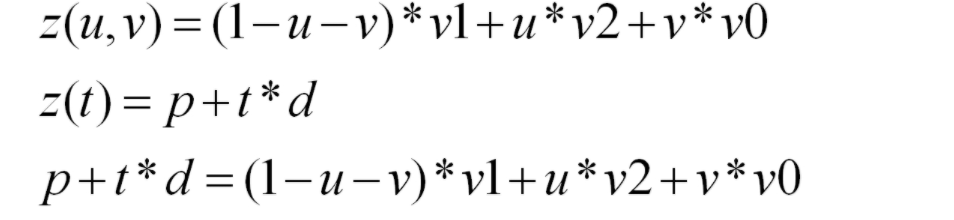 z(u,v)=(1−u−v)*v1+u*v2+v*v0
z(t)=p+t*d
p+t*d=(1−u−v)*v1+u*v2+v*v0